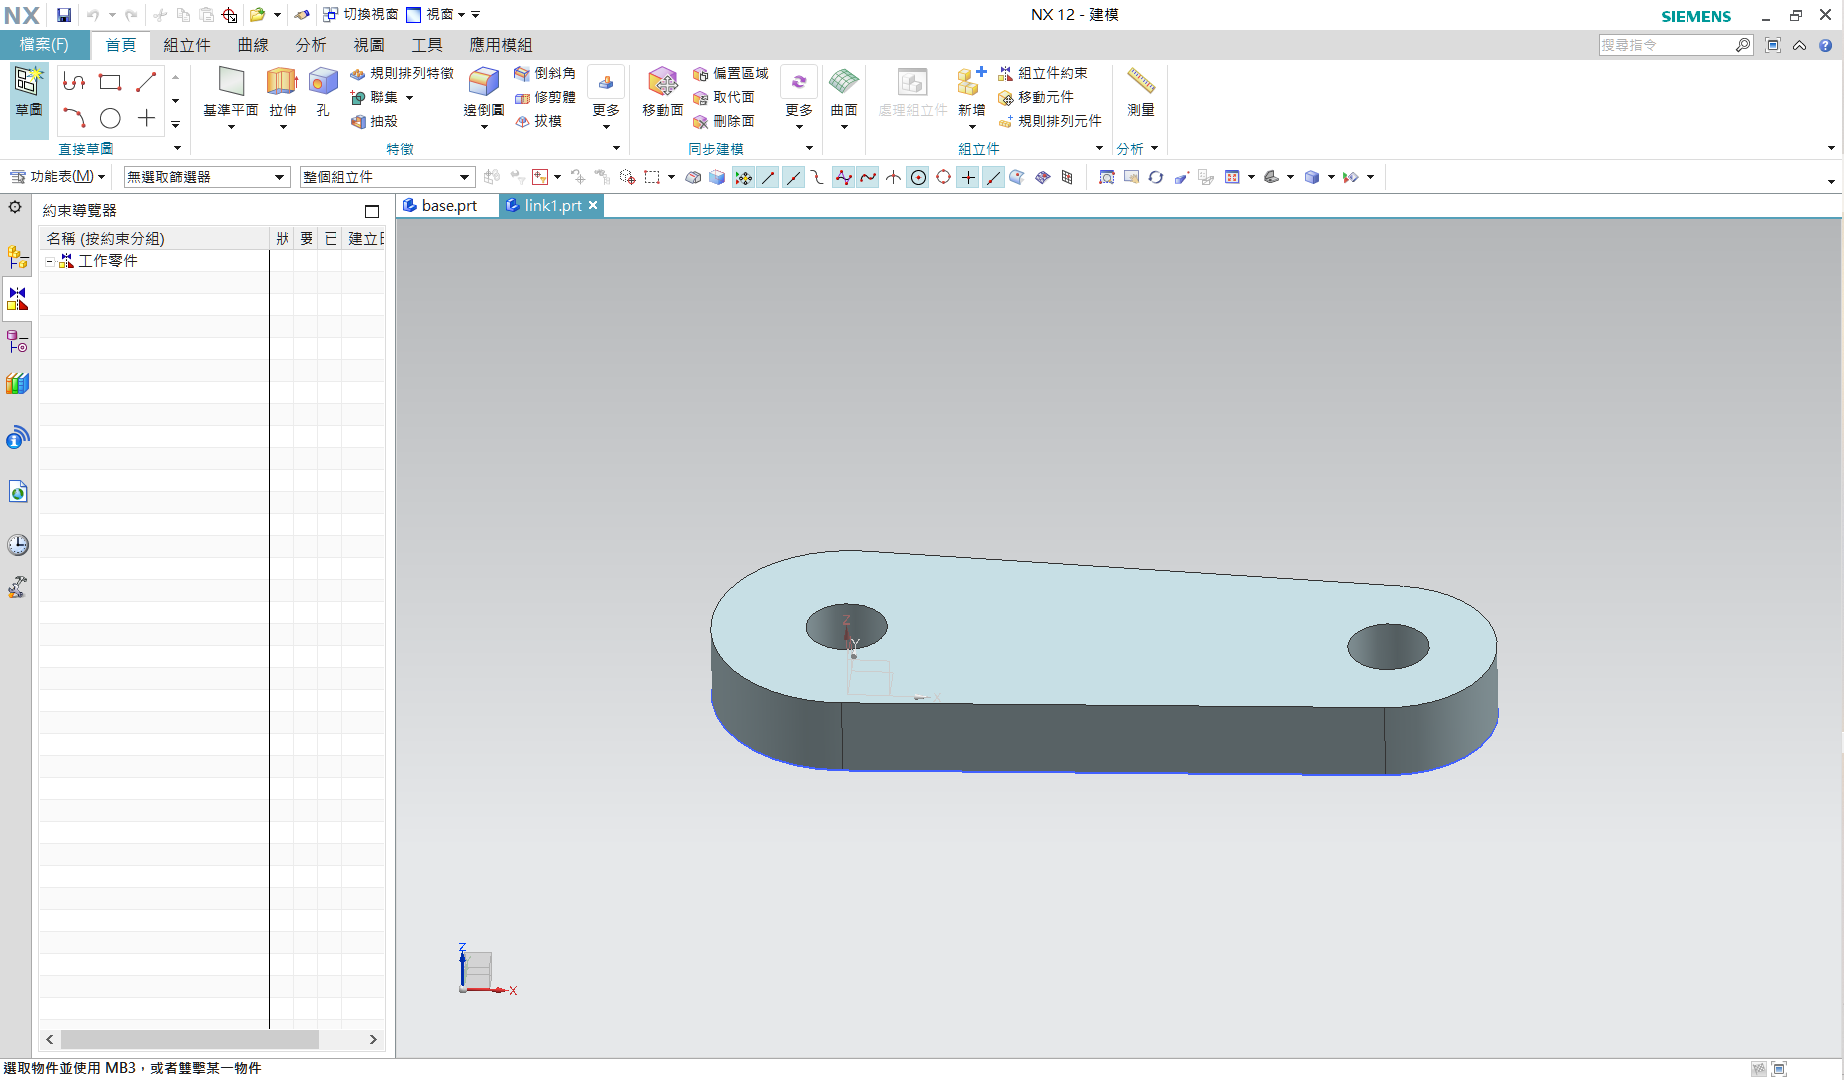 NX 切換視窗 視窗 NX 12 - 建模 SIEMENS
檔案(F) 首頁 組立件 曲線 分析 視圖 工具 應用模組 搜尋指令
草圖
直接草圖
基準平面 拉伸 孔
規則排列特徵
聯集
抽殼
邊倒圓
倒斜角
修剪體
拔模
更多
特徵
移動面
偏置區域
取代面
刪除面
更多
同步建模
曲面
處理組立件 新增
組立件約束
移動元件
規則排列元件
組立件
測量
分析
功能表(M) 無選取篩選器 整個組立件
約束導覽器
base.prt link1.prt
名稱 (按約束分組) 狀 要 已 建立日
工作零件
Z
Y
X
Z
X
選取物件並使用 MB3，或者雙擊某一物件